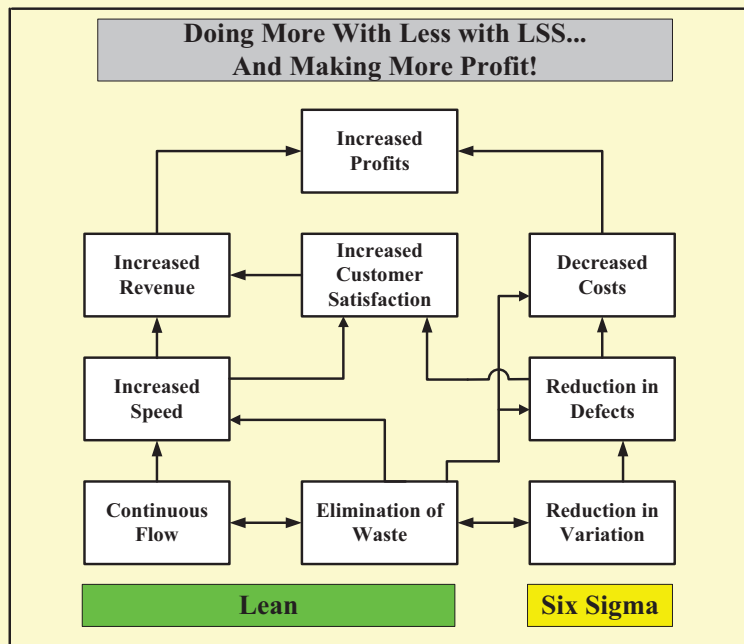 Doing More With Less with LSS...
And Making More Profit!
Increased
Profits
Increased
Revenue
Increased
Customer
Satisfaction
Decreased
Costs
Increased
Speed
Reduction in
Defects
Continuous
Flow
Elimination of
Waste
Reduction in
Variation
Lean
Six Sigma